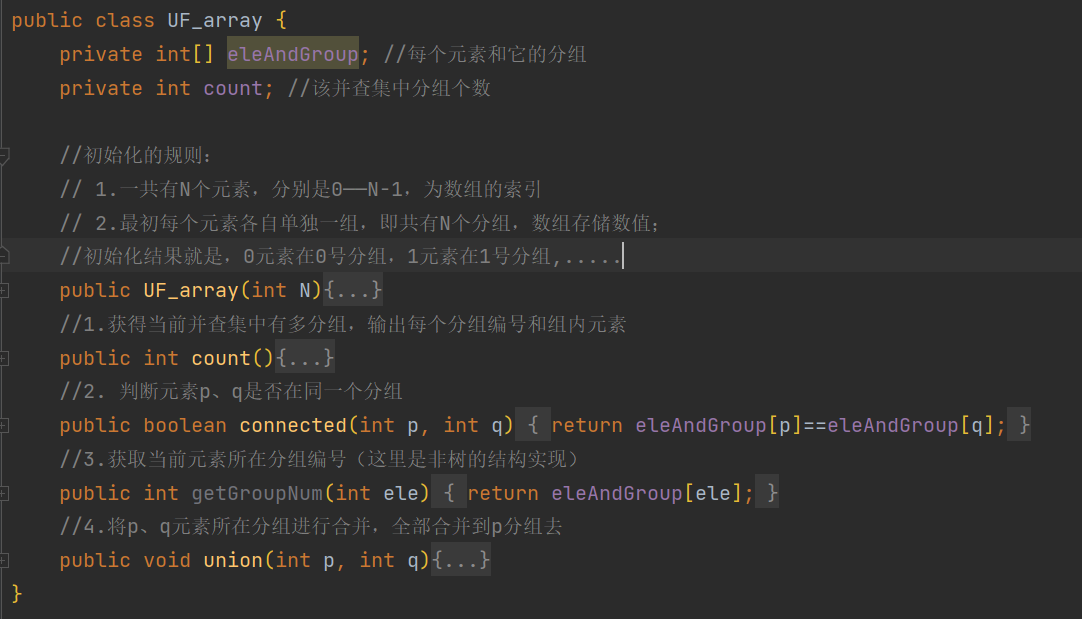 public class UF_array {
private int[] eleAndGroup; //每个元素和它的分组
private int count; //该并查集中分组个数
//初始化的规则：
// 1.一共有N个元素，分别是0——N-1，为数组的索引
// 2.最初每个元素各自单独一组，即共有N个分组，数组存储数值；
//初始化结果就是，0元素在0号分组，1元素在1号分组,.....
public UF_array(int N){...}
//1.获得当前并查集中有多分组，输出每个分组编号和组内元素
public int count(){...}
//2. 判断元素p、q是否在同一个分组
public boolean connected(int p, int q) { return eleAndGroup[p]==eleAndGroup[q]; }
//3.获取当前元素所在分组编号（这里是非树的结构实现）
public int getGroupNum(int ele) { return eleAndGroup[ele]; }
//4.将p、q元素所在分组进行合并，全部合并到p分组去
public void union(int p, int q){...}
}